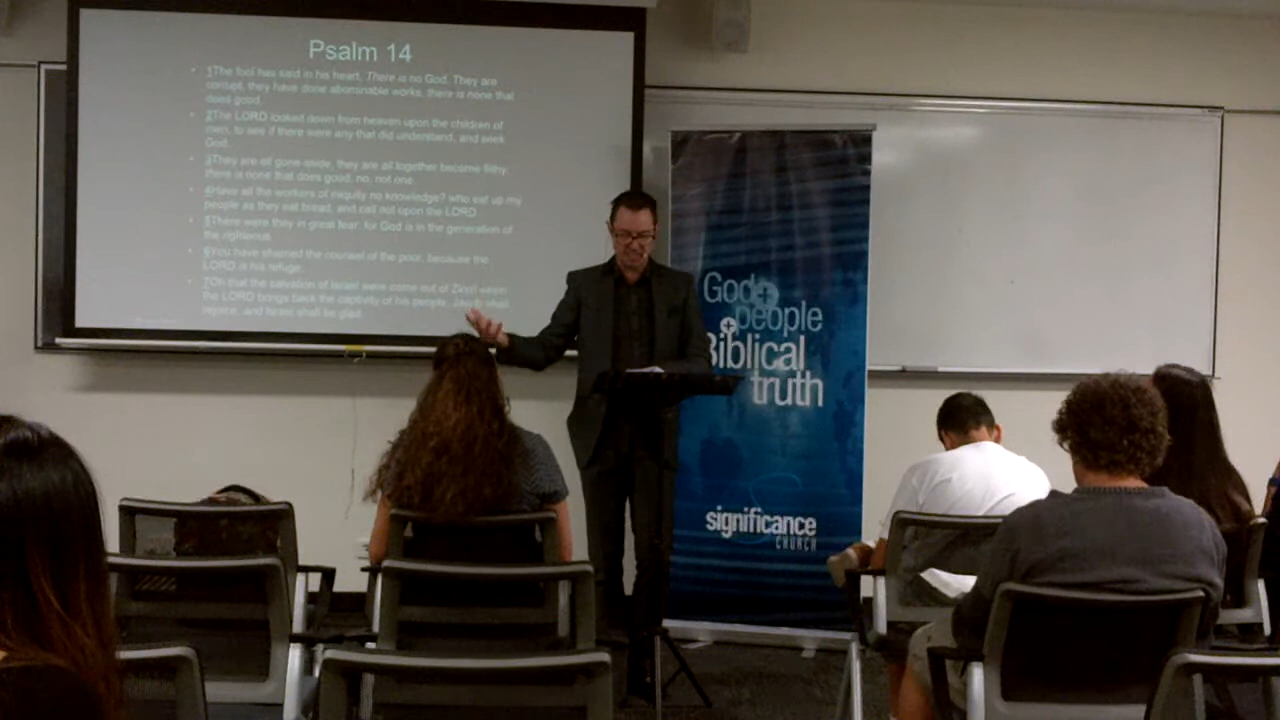 Psalm 14
1The fool has said in his heart, There is no God. They are
corrupt, they have done abominable works, there is none that
does good.
2The LORD looked down from heaven upon the children of
men, to see if there were any that did understand, and seek
God.
3They are all gone aside, they are all together become filthy:
there is none that does good, no, not one.
4Have all the workers of iniquity no knowledge? who eat up my
people as they eat bread, and call not upon the LORD
5There were they in great fear: for God is in the generation of
the righteous.
6You have shamed the counsel of the poor, because the
LORD is his refuge.
7Oh that the salvation of Israel were come out of Zion! when
the LORD brings back the captivity of his people, Jacob shall
rejoice, and Israel shall be glad.
God+
people
+
Biblical
truth
significance
CHURCH